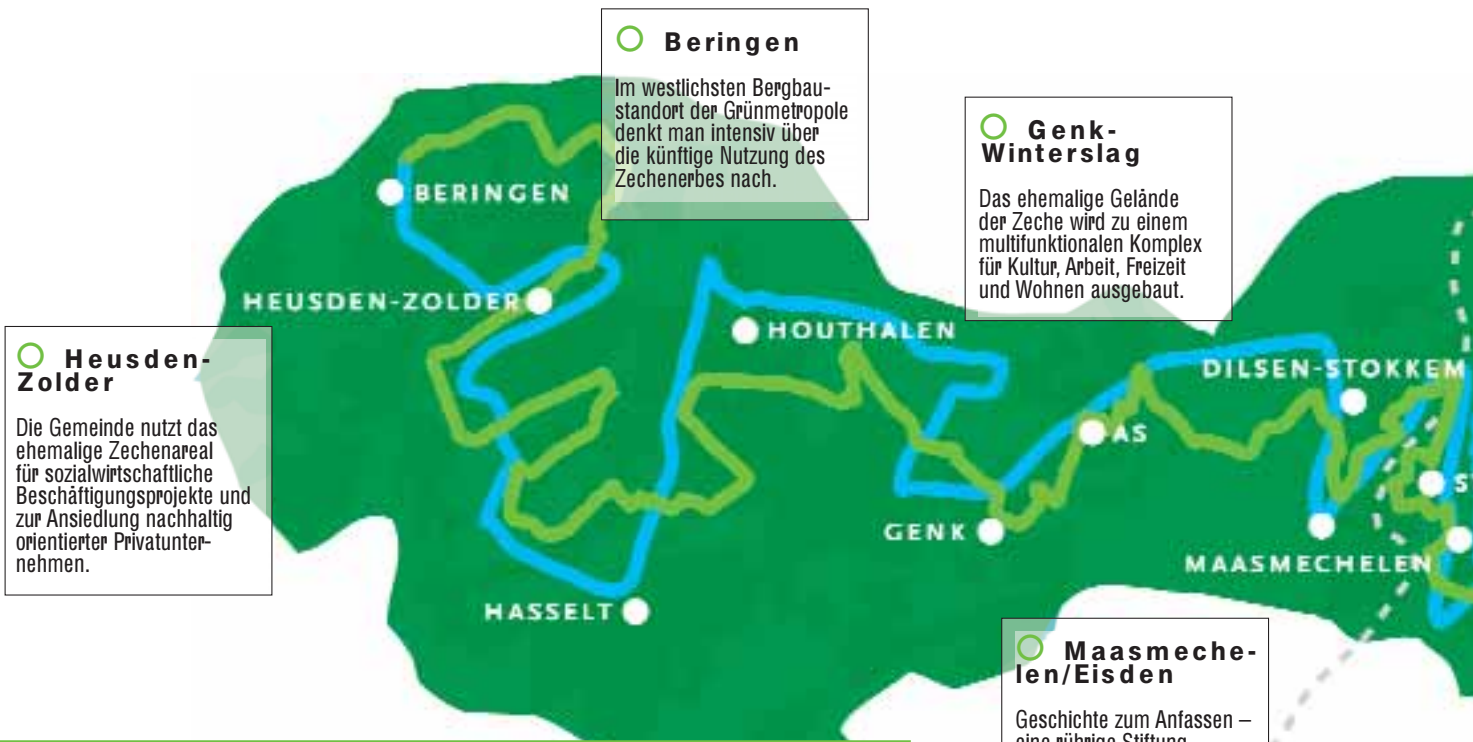 Beringen
Im westlichsten Bergbau-
standort der Grünmetropole
denkt man intensiv über
die künftige Nutzung des
Zechenerbes nach.
Genk-
Winterslag
Das ehemalige Gelände
der Zeche wird zu einem
multifunktionalen Komplex
für Kultur, Arbeit, Freizeit
und Wohnen ausgebaut.
Heusden-
Zolder
Die Gemeinde nutzt das
ehemalige Zechenareal
für sozialwirtschaftliche
Beschäftigungsprojekte und
zur Ansiedlung nachhaltig
orientierter Privatunter-
nehmen.
BERINGEN
HEUSDEN-ZOLDER
HOUTHALEN
DILSEN-STOKKEM
AS
S
GENK
MAASMECHELEN
HASSELT
Maasmeche-
len/Eisden
Geschichte zum Anfassen –
eine rührige Stiftung